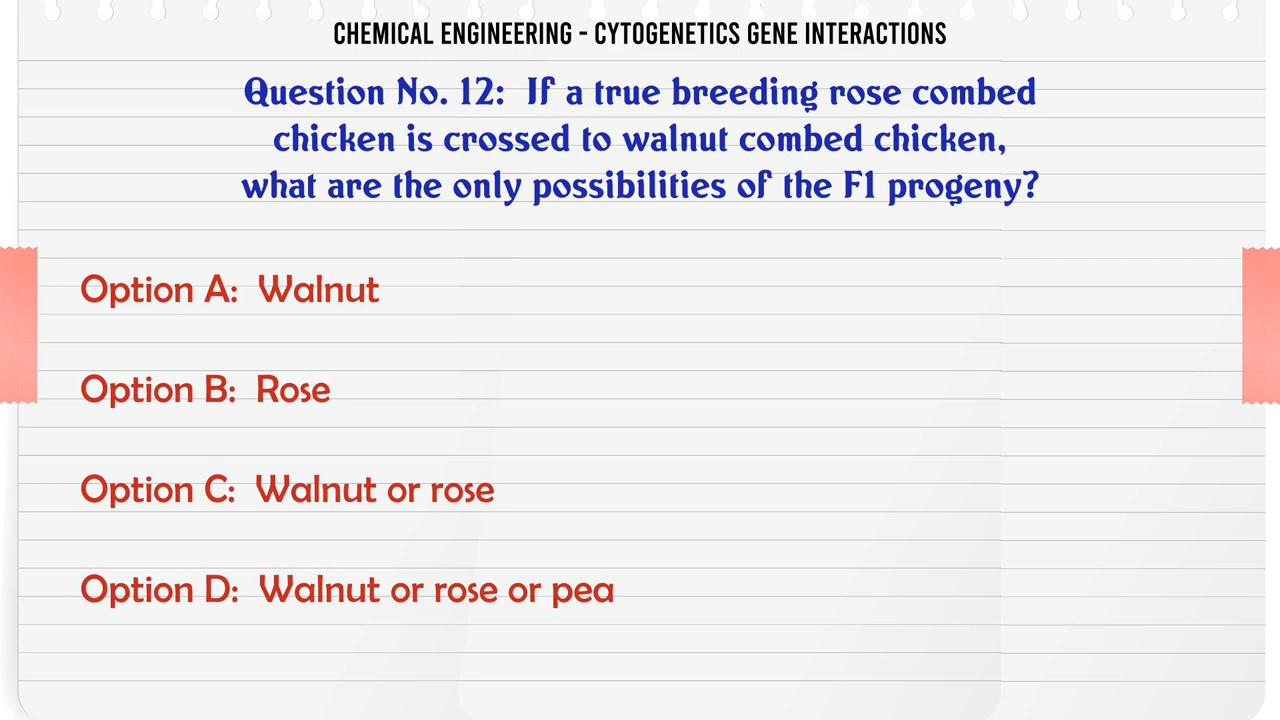 CHEMICAL ENGINEERING - CYTOGENETICS GENE INTERACTIONS
Question No. 12: If a true breeding rose combed
chicken is crossed to walnut combed chicken,
what are the only possibilities of the F1 progeny?
Option A: Walnut
Option B: Rose
Option C: Walnut or rose
Option D: Walnut or rose or pea